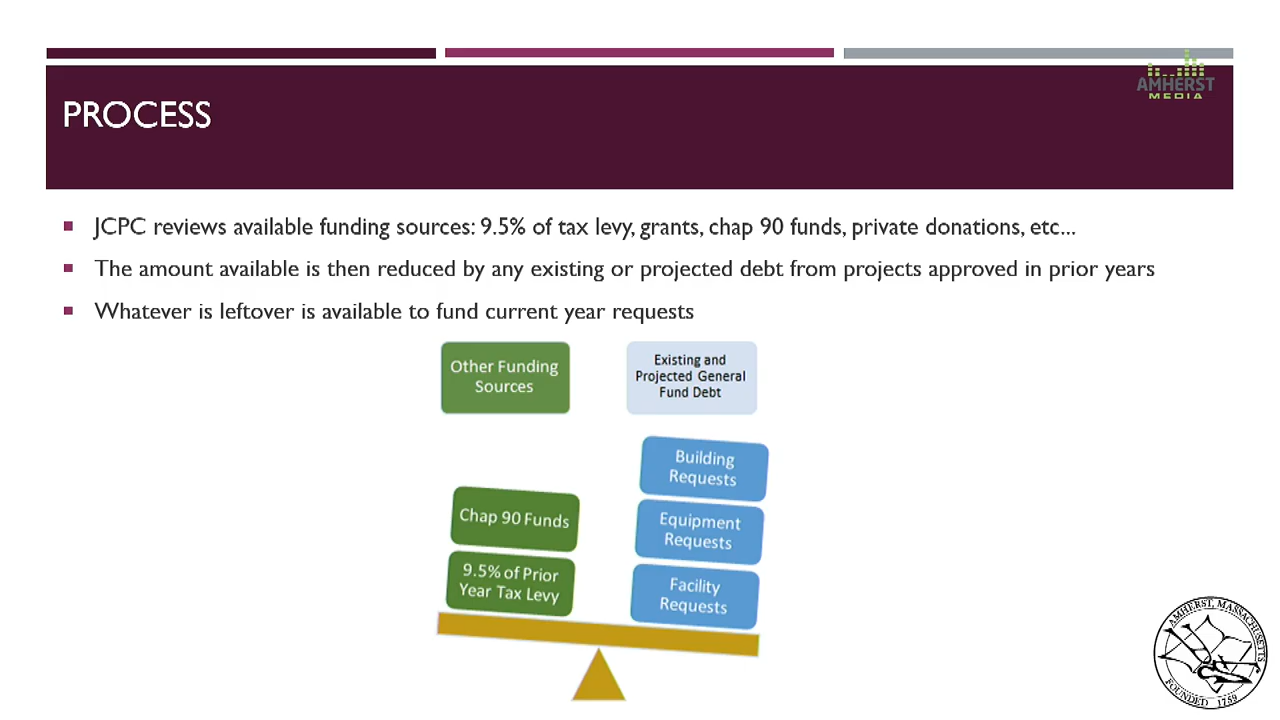 AMHERST
MEDIA
PROCESS
JCPC reviews available funding sources: 9.5% of tax levy, grants, chap 90 funds, private donations, etc...
The amount available is then reduced by any existing or projected debt from projects approved in prior years
Whatever is leftover is available to fund current year requests
Other Funding
Sources
Existing and
Projected General
Fund Debt
Building
Requests
Chap 90 Funds
Equipment
Requests
9.5% of Prior
Year Tax Levy
Facility
Requests
AMHERST, MASSACHUSETTS
FOUNDED 1759